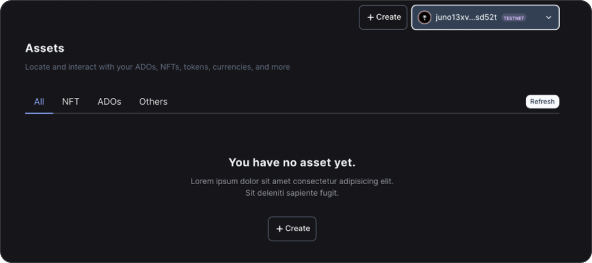 + Create
juno13xv...sd52t TESTNET
Assets
Locate and interact with your ADOs, NFTs, tokens, currencies, and more
All NFT ADOs Others Refresh
You have no asset yet.
Lorem ipsum dolor sit amet consectetur adipisicing elit.
Sit deleniti sapiente fugit.
+ Create